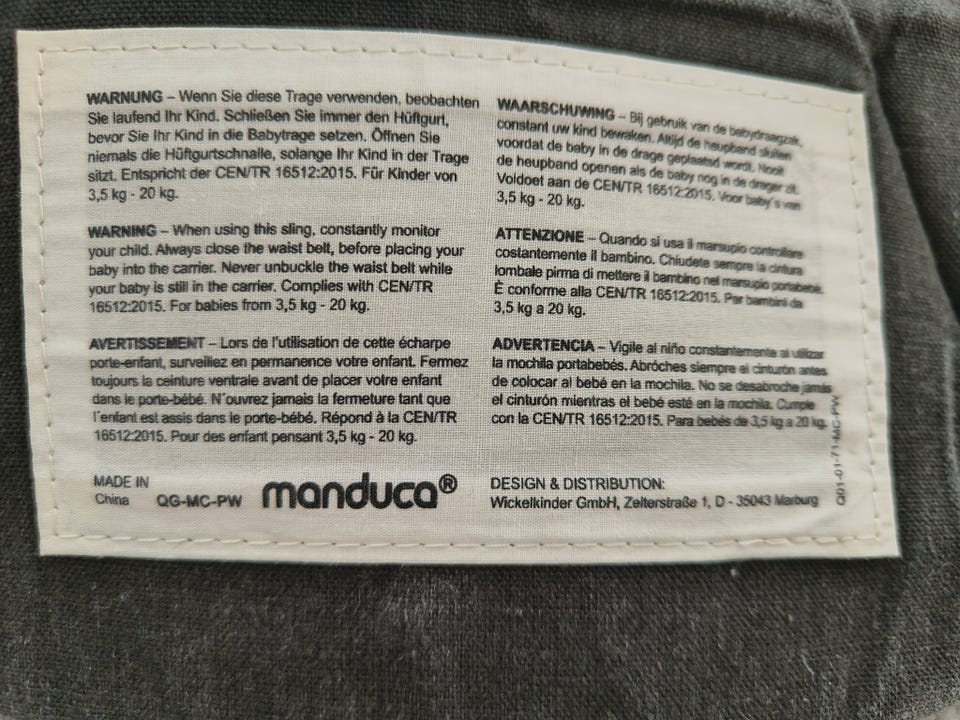 WARNUNG – Wenn Sie diese Trage verwenden, beobachten
Sie laufend Ihr Kind. Schließen Sie immer den Hüftgurt,
bevor Sie Ihr Kind in die Babytrage setzen. Öffnen Sie
niemals die Hüftgurtschnalle, solange Ihr Kind in der Trage
sitzt. Entspricht der CEN/TR 16512:2015. Für Kinder von
3,5 kg - 20 kg.
WARNING – When using this sling, constantly monitor
your child. Always close the waist belt, before placing your
baby into the carrier. Never unbuckle the waist belt while
your baby is still in the carrier. Complies with CEN/TR
16512:2015. For babies from 3,5 kg - 20 kg.
AVERTISSEMENT – Lors de l'utilisation de cette écharpe
porte-enfant, surveillez en permanence votre enfant. Fermez
toujours la ceinture ventrale avant de placer votre enfant
dans le porte-bébé. N'ouvrez jamais la fermeture tant que
l'enfant est assis dans le porte-bébé. Répond à la CEN/TR
16512:2015. Pour des enfant pensant 3,5 kg - 20 kg.
WAARSCHUWING – Bij gebruik van de babydraagzak,
constant uw kind bewaken. Altijd de heupband sluiten
voordat de baby in de drage geplaatsd wordt. Nooit
de heupband openen als de baby nog in de drager zit.
Voldoet aan de CEN/TR 16512:2015. Voor baby's van
3,5 kg - 20 kg.
ATTENZIONE – Quando si usa il marsupio controllare
costantemente il bambino. Chiudete sempre la cintura
lombale pirma di mettere il bambino nel marsupio portabebé.
È conforme alla CEN/TR 16512:2015. Per bambini da
3,5 kg a 20 kg.
ADVERTENCIA – Vigile al niño constantemente al utilizar
la mochila portabebés. Abróches siempre el cinturón antes
de colocar al bebé en la mochila. No se desabroche jamás
el cinturón mientras el bebé esté en la mochila. Cumple
con la CEN/TR 16512:2015. Para bebés de 3,5 kg a 20 kg.
Q01-01-71-MC-PW
MADE IN
China QG-MC-PW manduca®
DESIGN & DISTRIBUTION:
Wickelkinder GmbH, Zelterstraße 1, D - 35043 Marburg